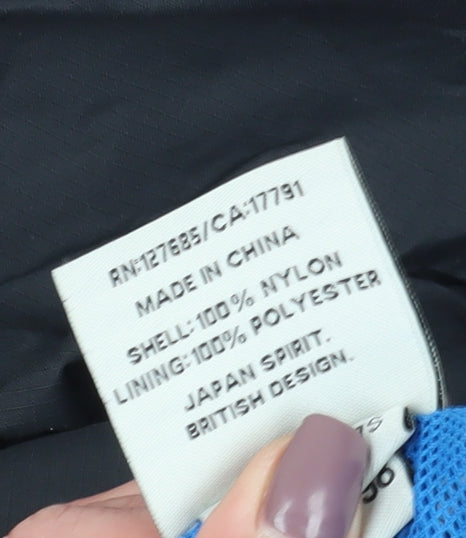 RN:127685/CA:17791
MADE IN CHINA
SHELL:100% NYLON
LINING:100% POLYESTER
JAPAN SPIRIT.
BRITISH DESIGN.